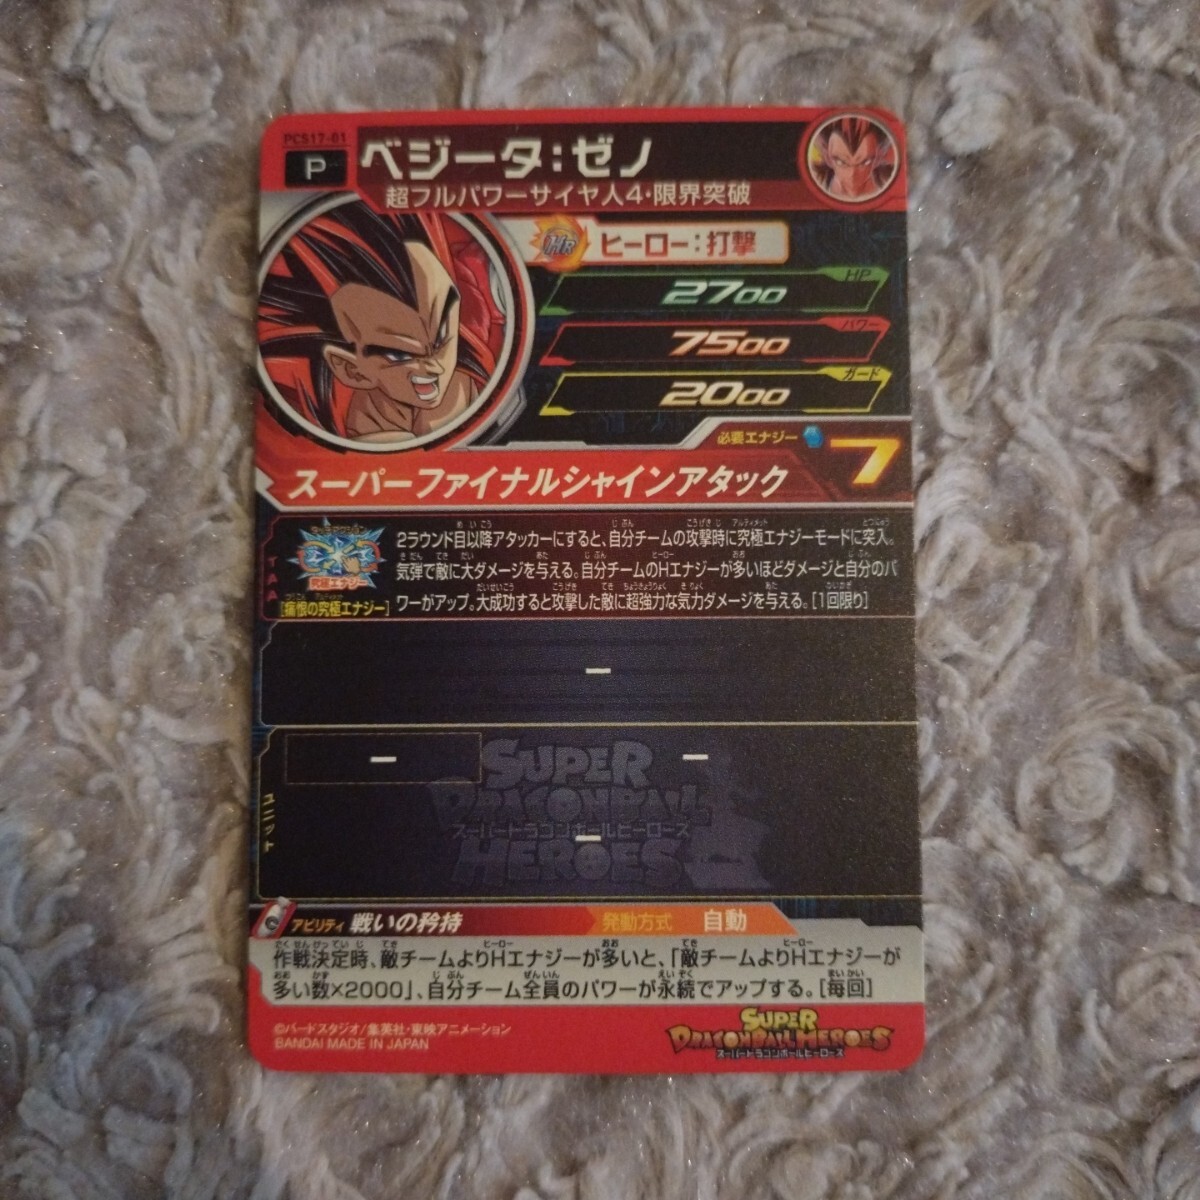 PCS17-01
P
ベジータ:ゼノ
超フルパワーサイヤ人4・限界突破
HR
ヒーロー:打撃
HP
2700
パワー
7500
ガード
2000
必要エナジー 7
スーパーファイナルシャインアタック
TAA
究極エナジー
[痛恨の究極エナジー]
2ラウンド目以降アタッカーにすると、自分チームの攻撃時に究極エナジーモードに突入。
気弾で敵に大ダメージを与える。自分チームのHエナジーが多いほどダメージと自分のパ
ワーがアップ。大成功すると攻撃した敵に超強力な気力ダメージを与える。[1回限り]
ー
ユニット
ー
ー
ー
SUPER
DRAGONBALL
スーパードラゴンボールヒーローズ
HEROES
アビリティ 戦いの矜持
発動方式 自動
作戦決定時、敵チームよりHエナジーが多いと、「敵チームよりHエナジーが
多い数×2000」、自分チーム全員のパワーが永続でアップする。[毎回]
©バードスタジオ/集英社・東映アニメーション
BANDAI MADE IN JAPAN
SUPER
DRAGONBALL HEROES
スーパードラゴンボールヒーローズ